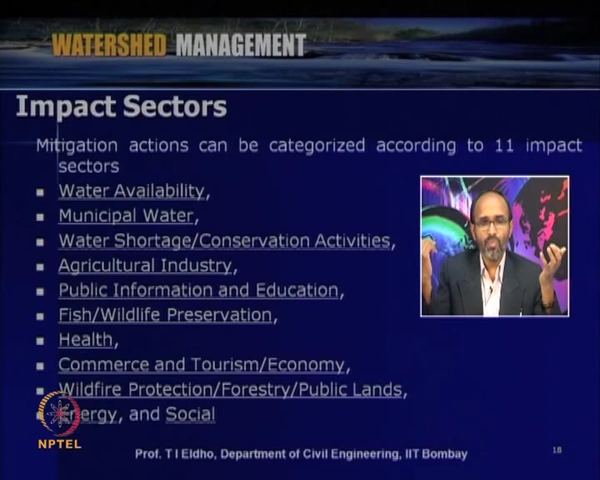 WATERSHED MANAGEMENT
Impact Sectors
Mitigation actions can be categorized according to 11 impact
sectors
Water Availability,
Municipal Water,
Water Shortage/Conservation Activities,
Agricultural Industry,
Public Information and Education,
Fish/Wildlife Preservation,
Health,
Commerce and Tourism/Economy,
Wildfire Protection/Forestry/Public Lands,
Energy, and Social
NPTEL
Prof. T I Eldho, Department of Civil Engineering, IIT Bombay
18